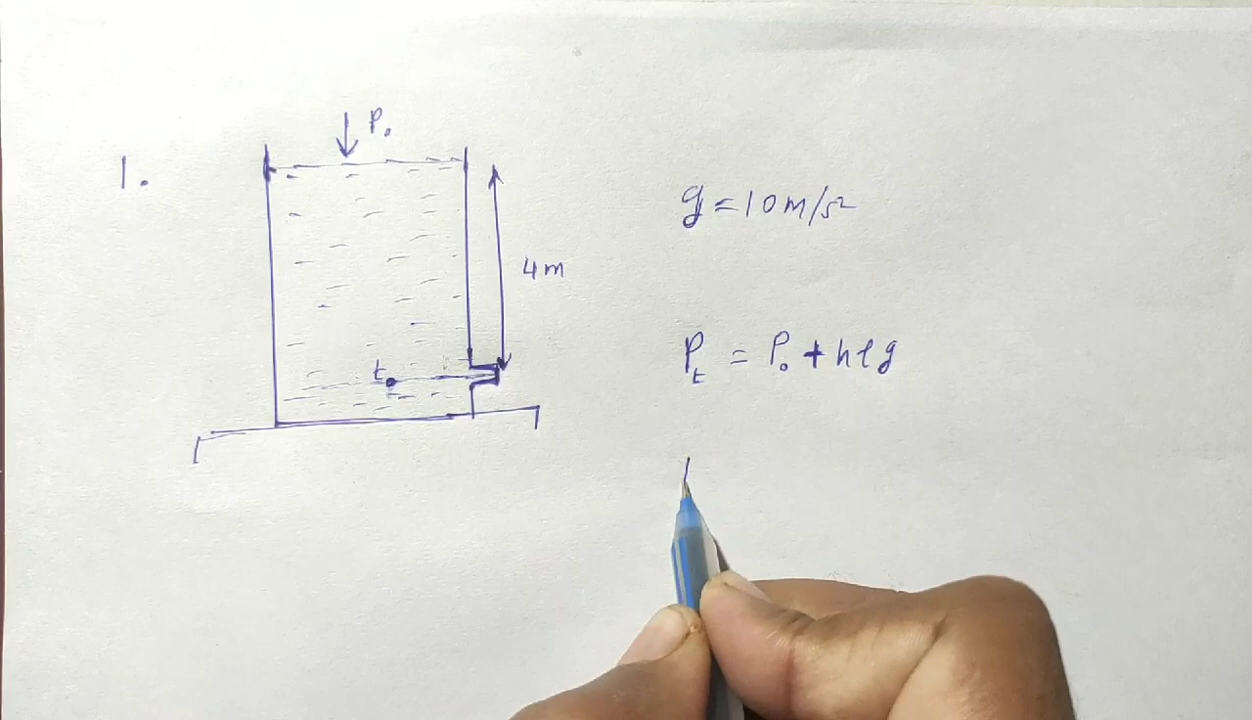 1.
P₀
4m
t
g = 10 m/s²
Pₜ = P₀ + hρg